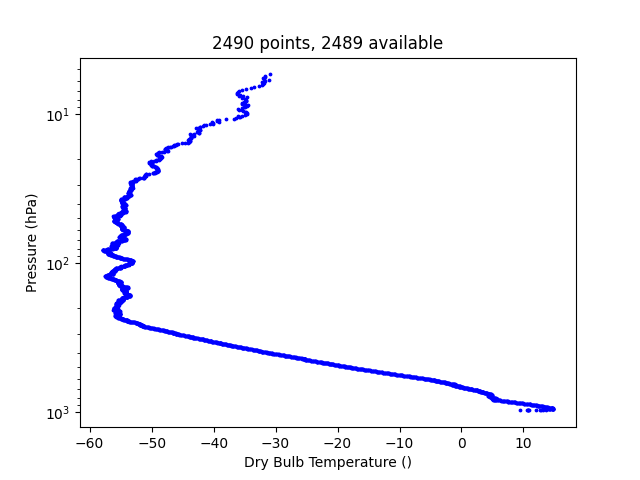 2490 points, 2489 available
Pressure (hPa)
10¹
10²
10³
−60 −50 −40 −30 −20 −10 0 10
Dry Bulb Temperature ()